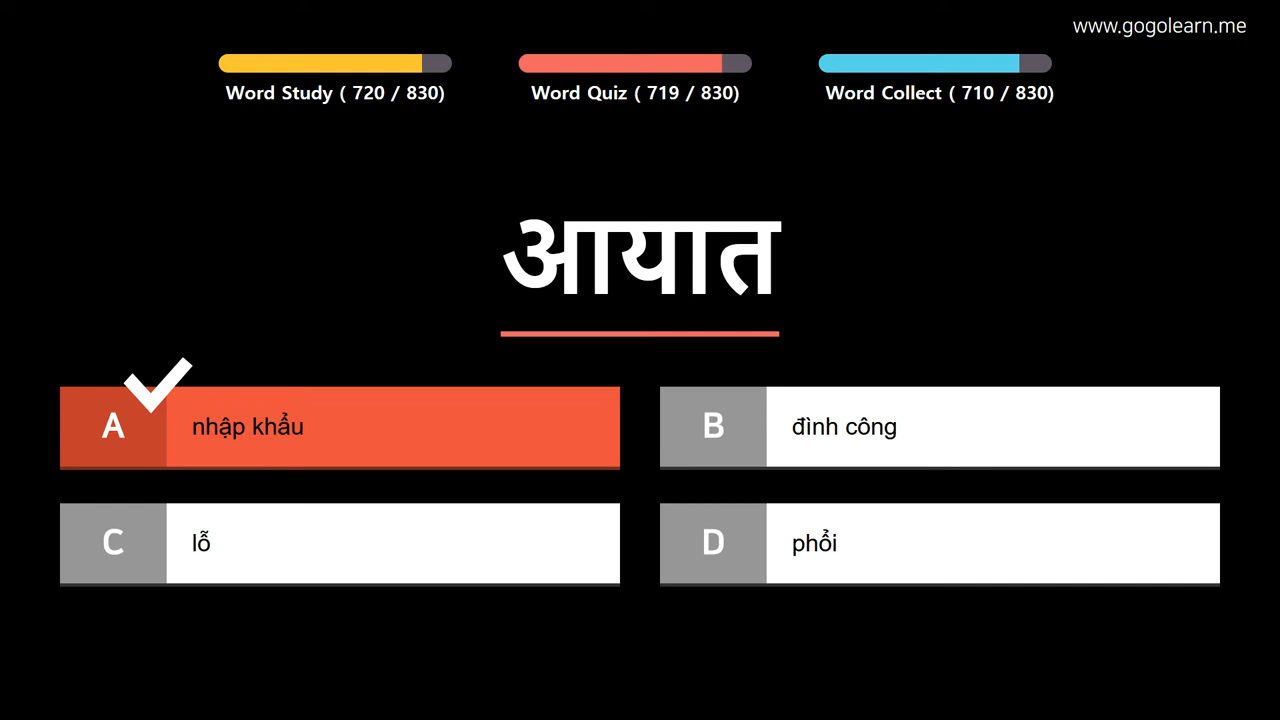 www.gogolearn.me
Word Study ( 720 / 830)
Word Quiz ( 719 / 830)
Word Collect ( 710 / 830)
आयात
A
nhập khẩu
B
đình công
C
lỗ
D
phổi